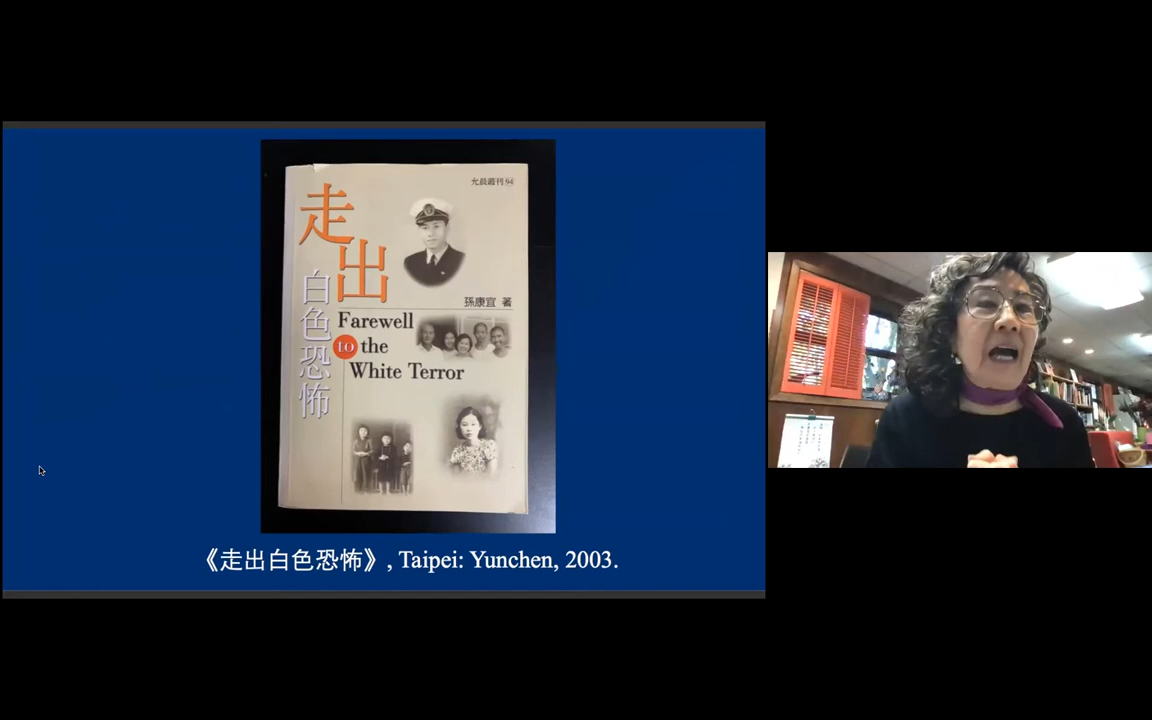 允晨叢刊94
走出
白色恐怖
孫康宜 著
Farewell
to the
White Terror
《走出白色恐怖》, Taipei: Yunchen, 2003.